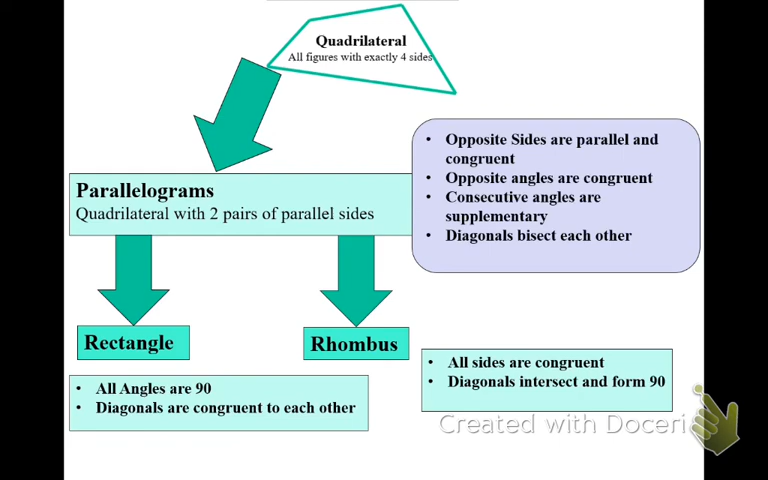 Quadrilateral
All figures with exactly 4 sides
• Opposite Sides are parallel and
congruent
• Opposite angles are congruent
• Consecutive angles are
supplementary
• Diagonals bisect each other
Parallelograms
Quadrilateral with 2 pairs of parallel sides
Rectangle
Rhombus
• All Angles are 90
• Diagonals are congruent to each other
• All sides are congruent
• Diagonals intersect and form 90
Created with Doceri